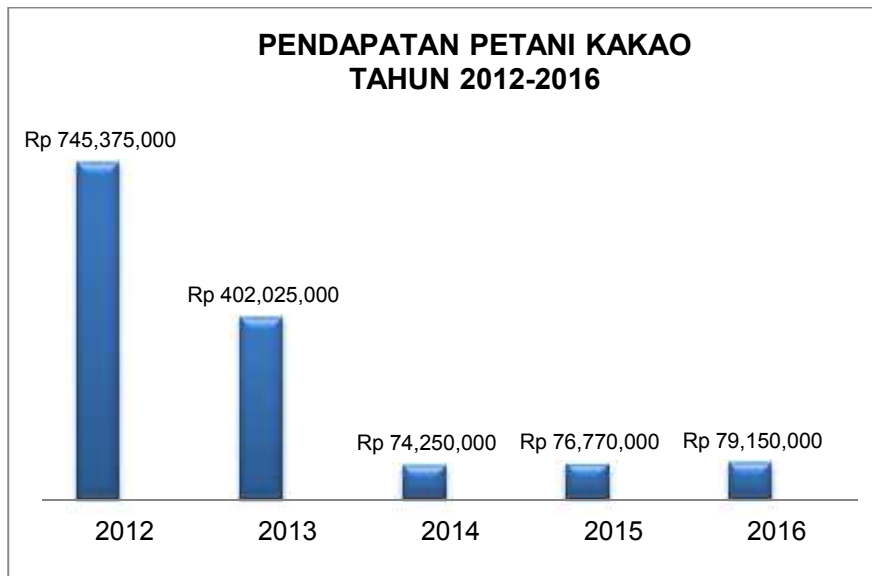 PENDAPATAN PETANI KAKAO
TAHUN 2012-2016
Rp 745,375,000
Rp 402,025,000
Rp 74,250,000
Rp 76,770,000
Rp 79,150,000
2012
2013
2014
2015
2016